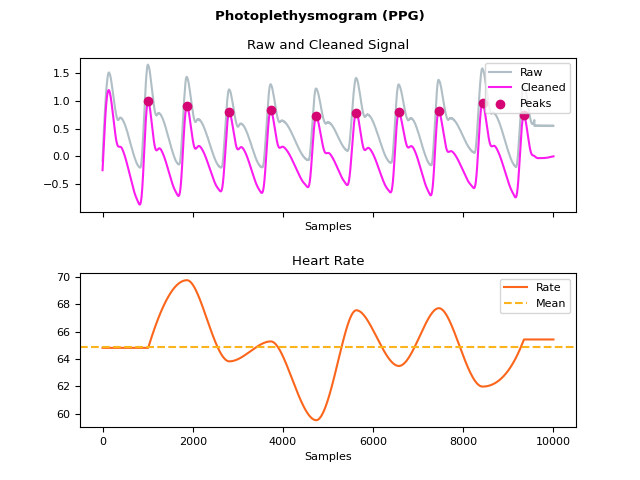 Photoplethysmogram (PPG)
Raw and Cleaned Signal
1.5
1.0
0.5
0.0
−0.5
Raw
Cleaned
Peaks
Samples
Heart Rate
70
68
66
64
62
60
Rate
Mean
0 2000 4000 6000 8000 10000
Samples